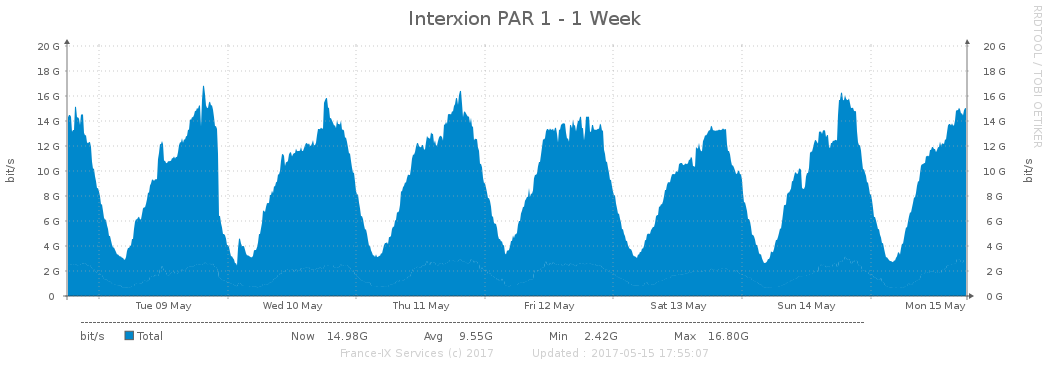 Interxion PAR 1 - 1 Week
RRDTOOL / TOBI OETIKER
20 G 20 G
18 G 18 G
16 G 16 G
14 G 14 G
12 G 12 G
10 G 10 G
8 G 8 G
6 G 6 G
4 G 4 G
2 G 2 G
0 0 G
bit/s bit/s
Tue 09 May Wed 10 May Thu 11 May Fri 12 May Sat 13 May Sun 14 May Mon 15 May
bit/s Total Now 14.98G Avg 9.55G Min 2.42G Max 16.80G
France-IX Services (c) 2017 Updated : 2017-05-15 17:55:07